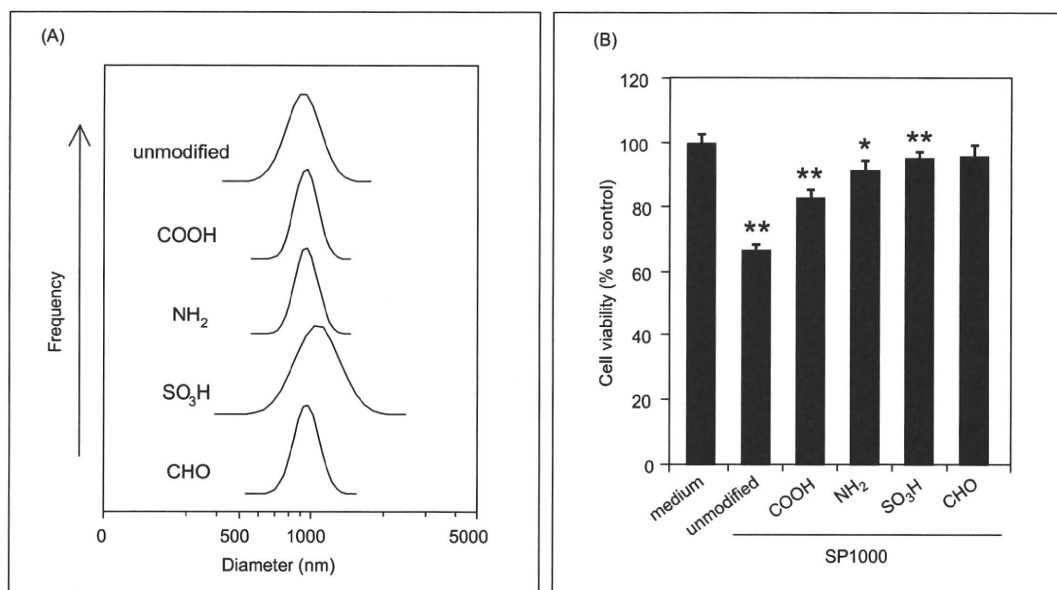 (A)
unmodified
COOH
NH2
SO3H
CHO
Frequency
0 500 1000 5000
Diameter (nm)
(B)
120
100
80
60
40
20
0
Cell viability (% vs control)
** ** * **
medium unmodified COOH NH2 SO3H CHO
SP1000